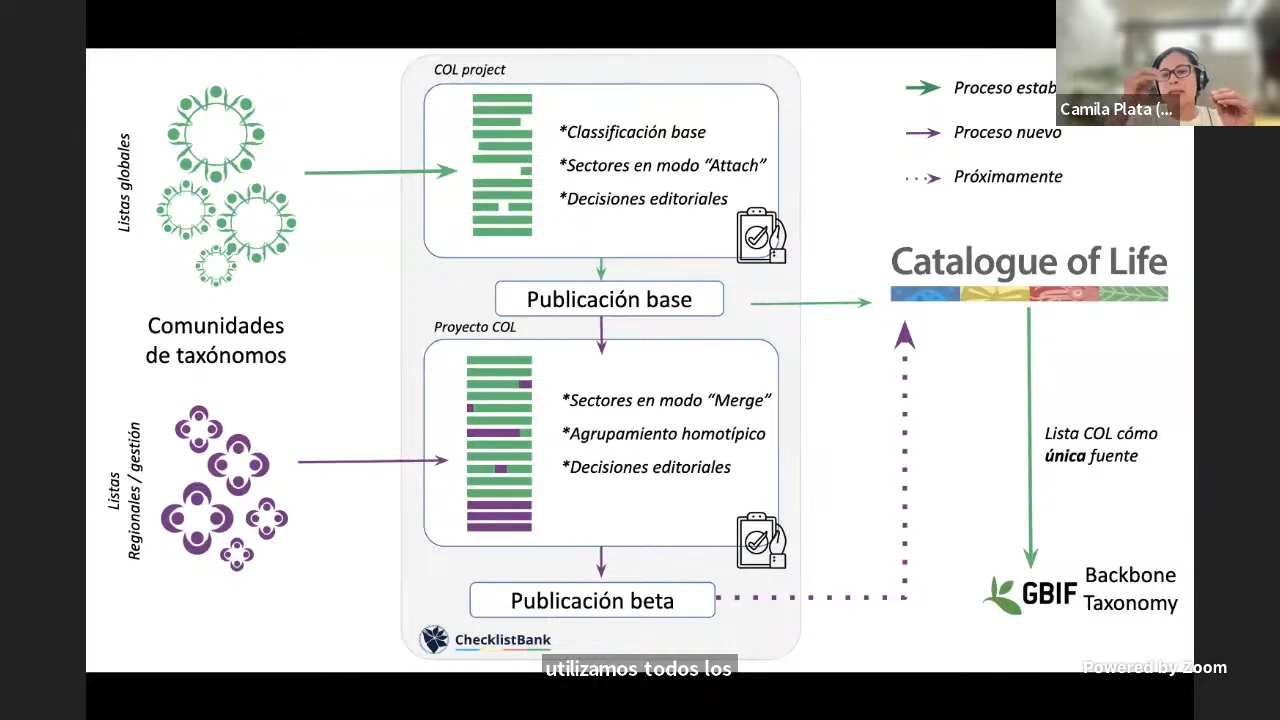 COL project
Listas globales
*Classificación base
*Sectores en modo “Attach”
*Decisiones editoriales
Publicación base
Comunidades
de taxónomos
Proyecto COL
Listas
Regionales / gestión
*Sectores en modo “Merge”
*Agrupamiento homotípico
*Decisiones editoriales
Publicación beta
ChecklistBank
Proceso estab
Proceso nuevo
Próximamente
Catalogue of Life
Lista COL cómo
única fuente
GBIF
Backbone
Taxonomy
Camila Plata (...
utilizamos todos los
Powered by Zoom